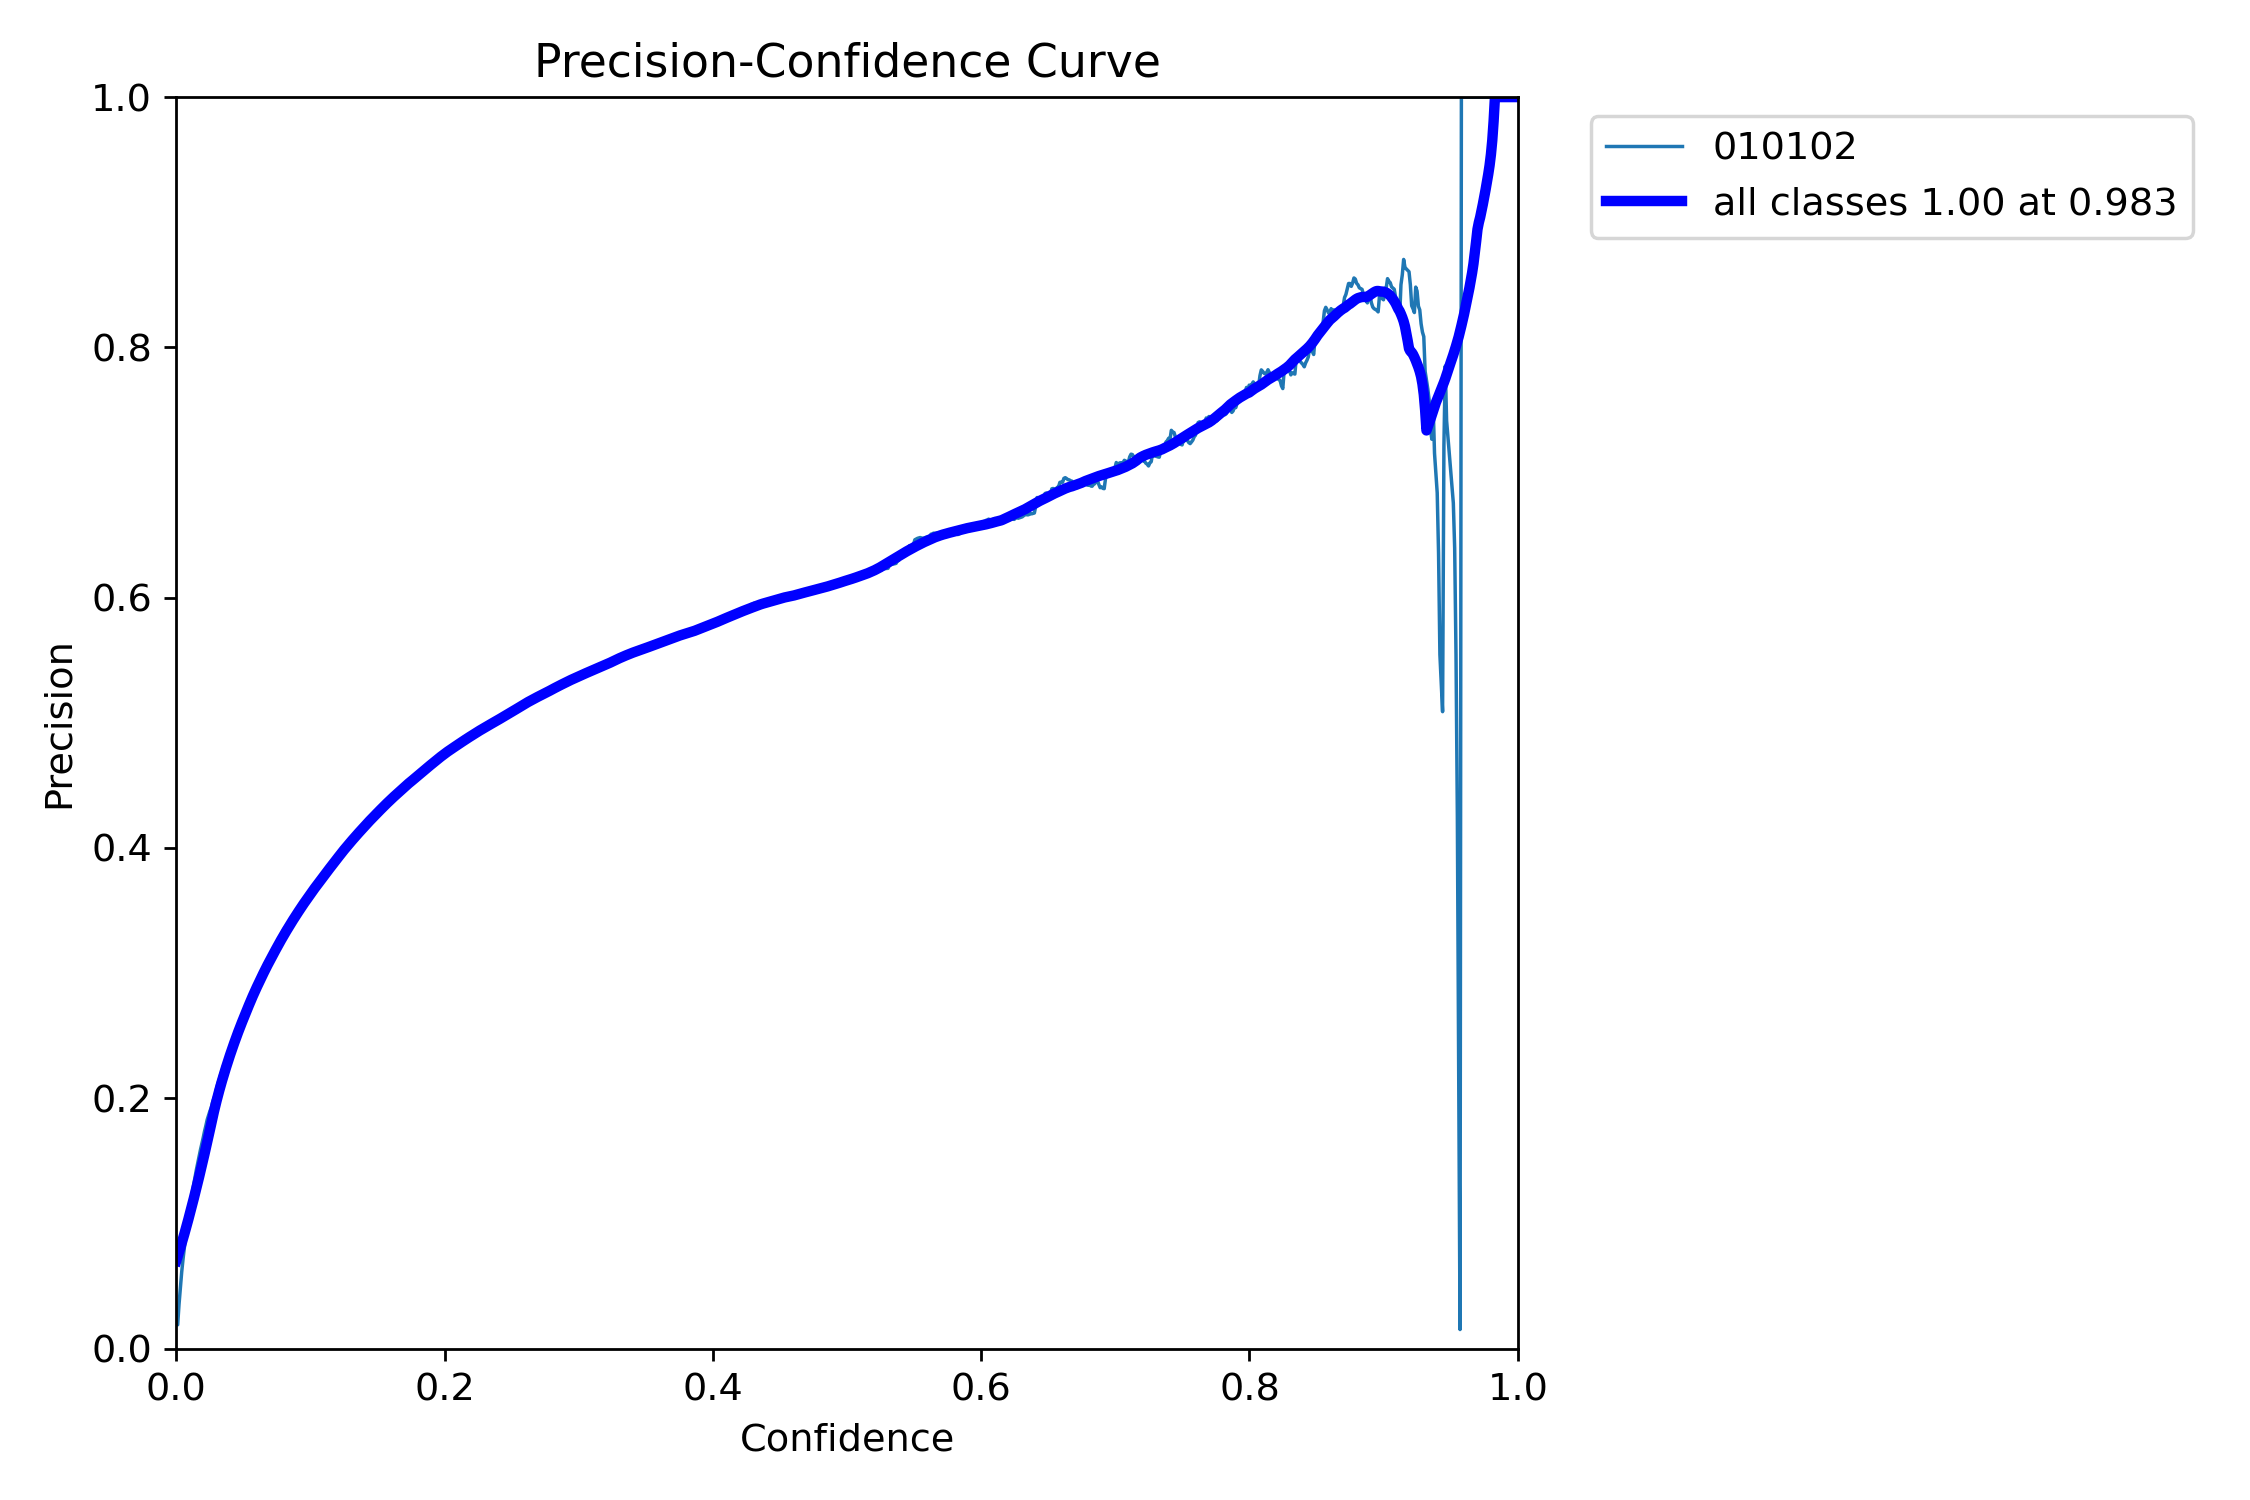 Precision-Confidence Curve
1.0
0.8
0.6
0.4
0.2
0.0
Precision
0.0 0.2 0.4 0.6 0.8 1.0
Confidence
010102
all classes 1.00 at 0.983